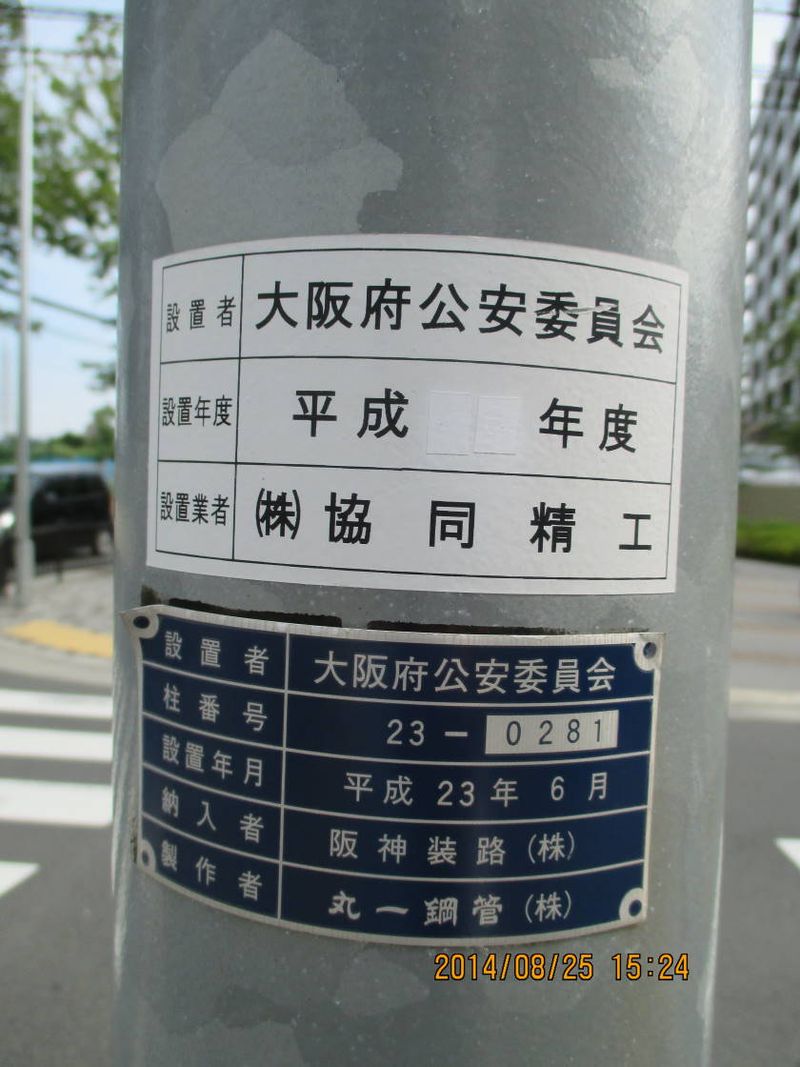 設置者 大阪府公安委員会
設置年度 平成 年度
設置業者 ㈱ 協同精工
設置者 大阪府公安委員会
柱番号 23-0281
設置年月 平成23年6月
納入者 阪神装路(株)
製作者 丸一鋼管(株)
2014/08/25 15:24